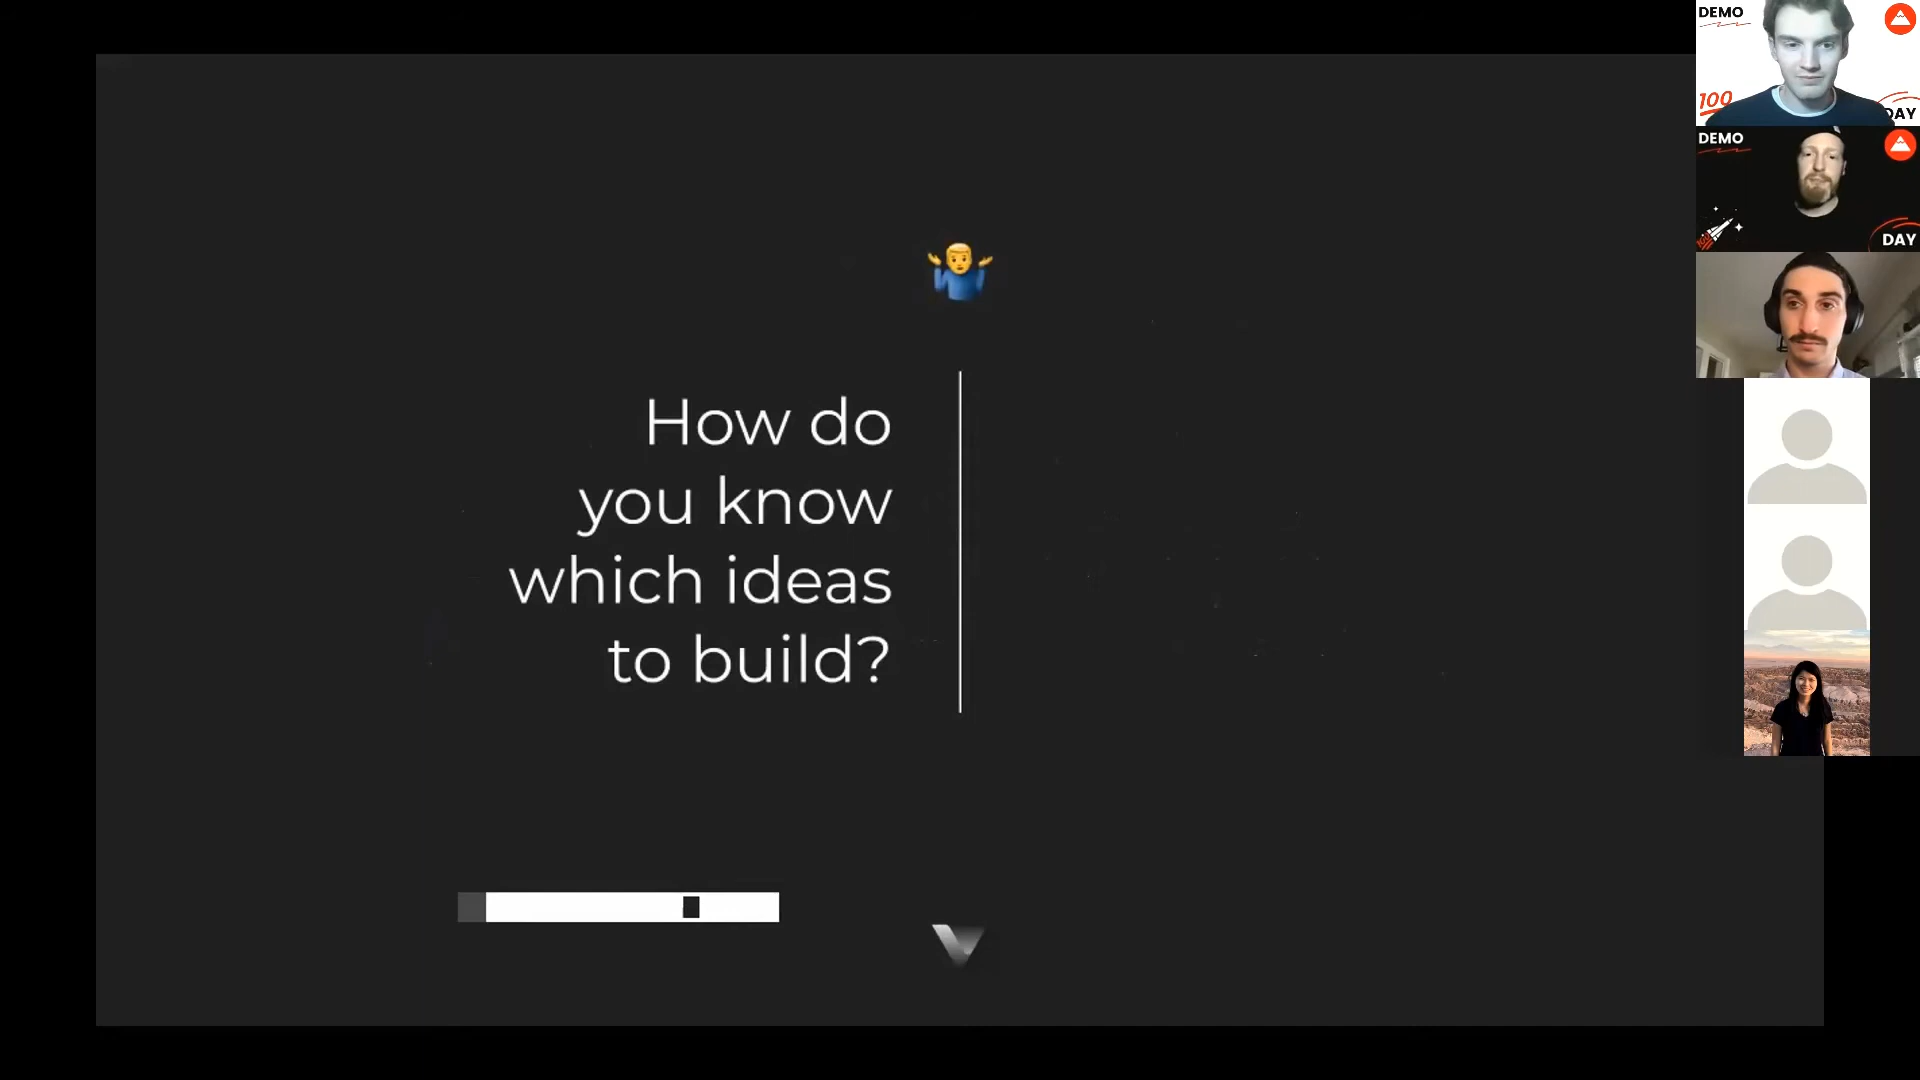 How do
you know
which ideas
to build?
DEMO
100
DAY
DEMO
DAY